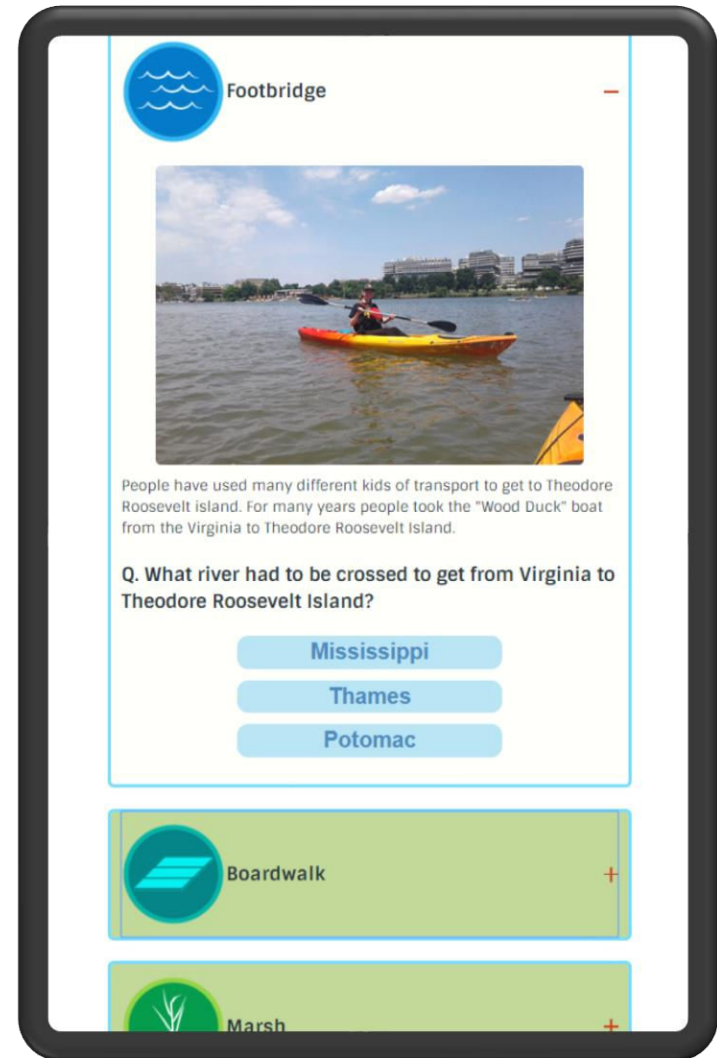 Footbridge
People have used many different kids of transport to get to Theodore
Roosevelt island. For many years people took the "Wood Duck" boat
from the Virginia to Theodore Roosevelt Island.
Q. What river had to be crossed to get from Virginia to
Theodore Roosevelt Island?
Mississippi
Thames
Potomac
Boardwalk
Marsh